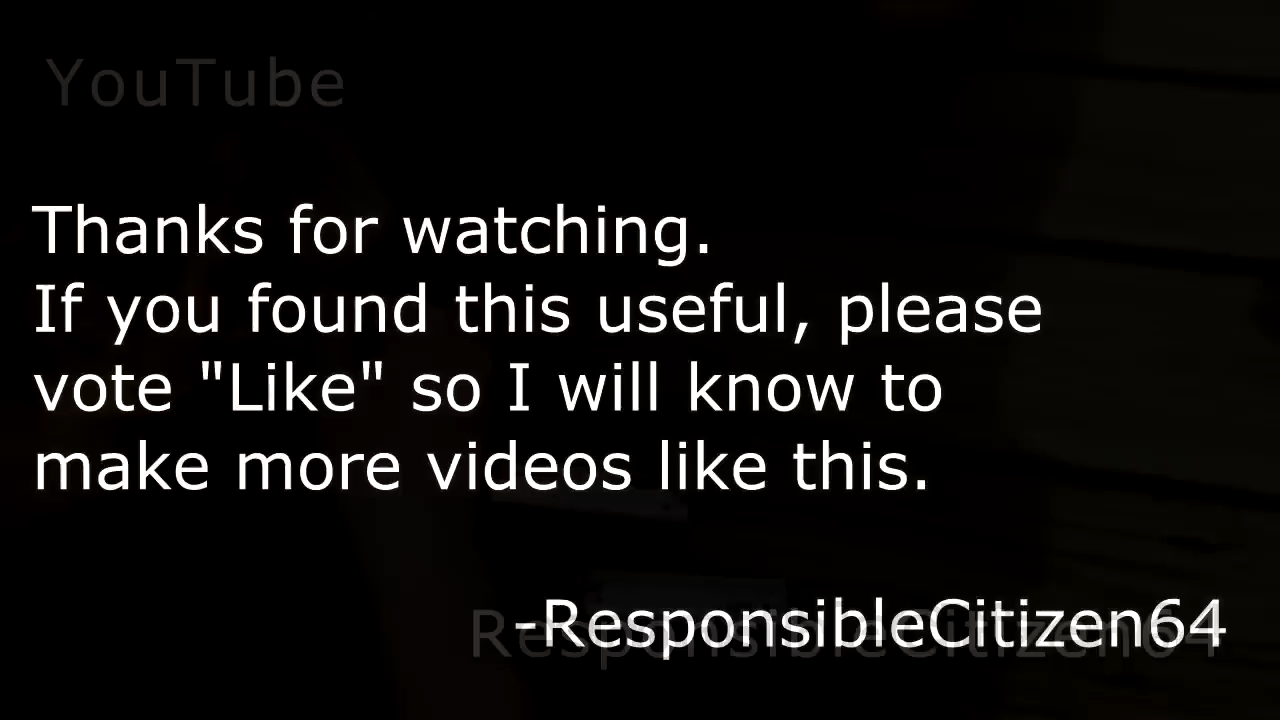 YouTube
Thanks for watching.
If you found this useful, please
vote "Like" so I will know to
make more videos like this.
-ResponsibleCitizen64
ResponsibleCitizen64